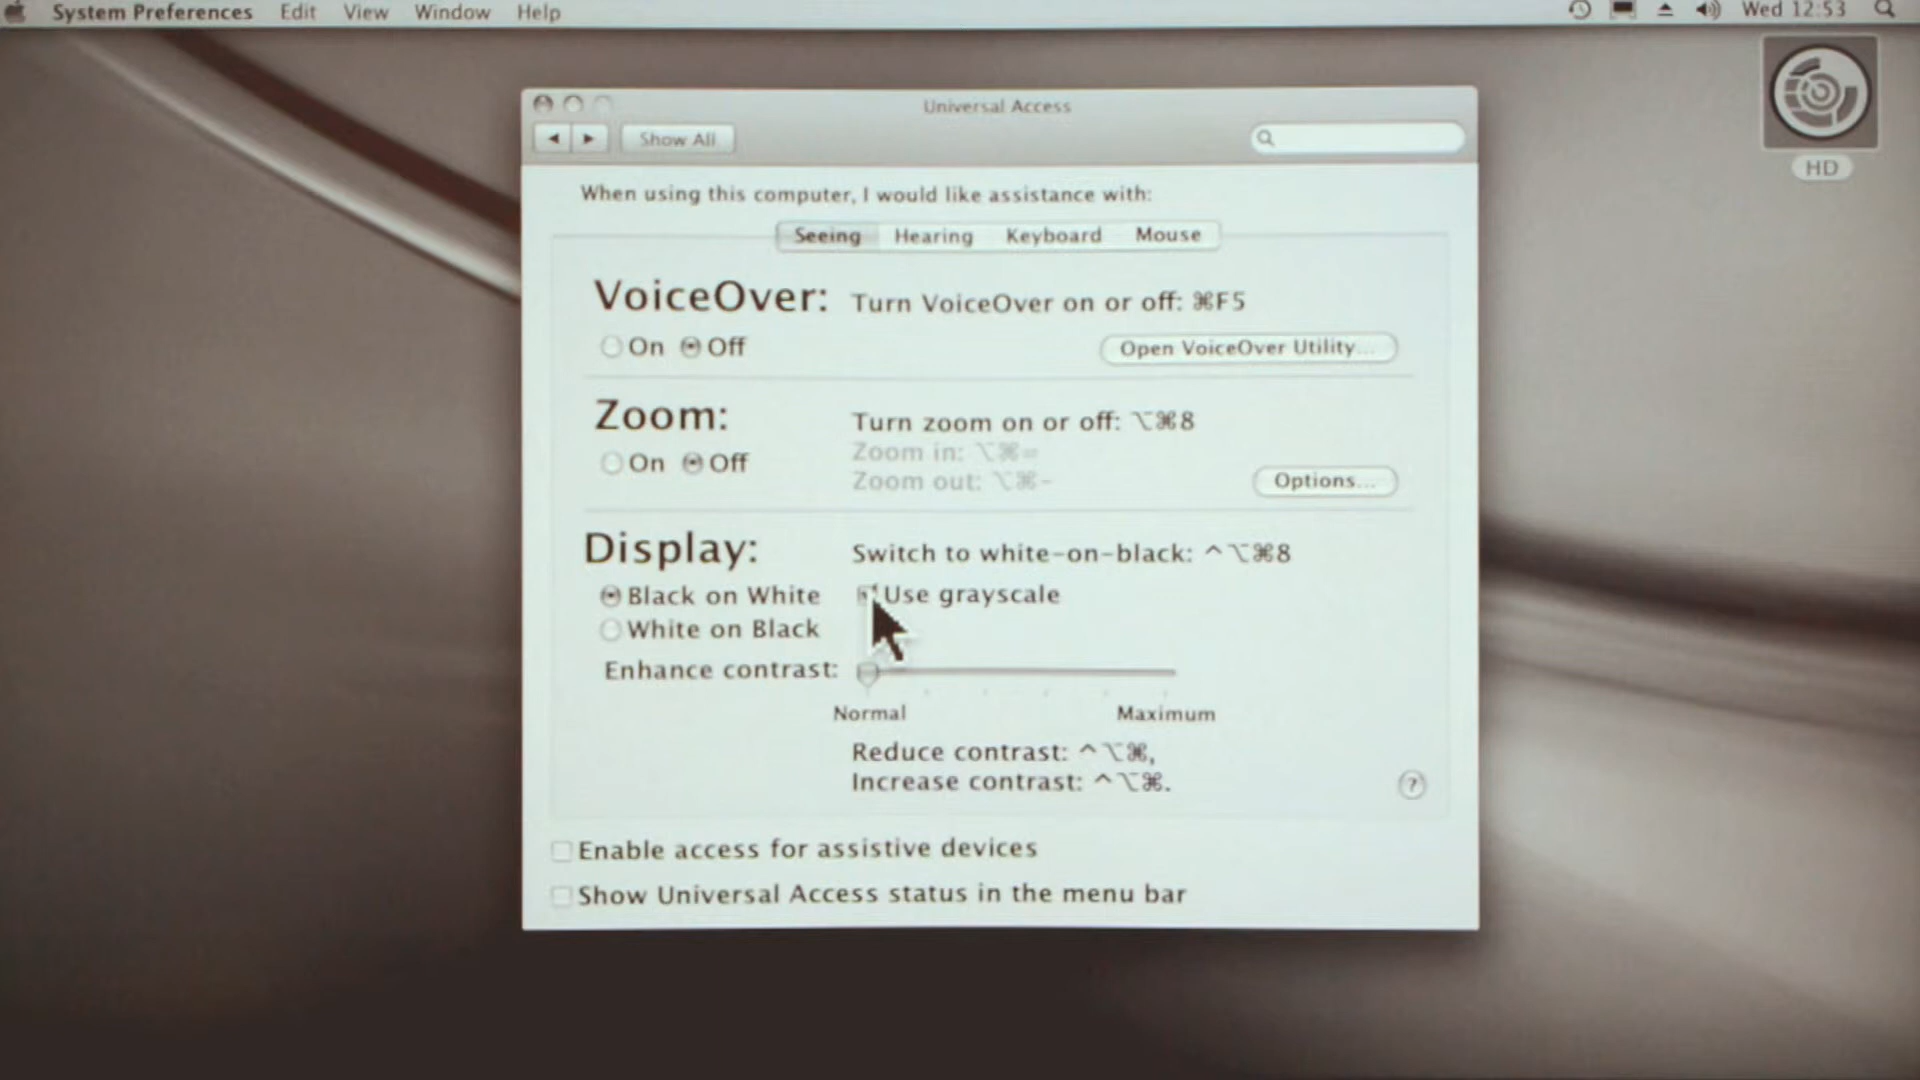 System Preferences Edit View Window Help
Wed 12:53
HD
Universal Access
Show All
When using this computer, I would like assistance with:
Seeing Hearing Keyboard Mouse
VoiceOver: Turn VoiceOver on or off: ⌘F5
On Off
Open VoiceOver Utility...
Zoom: Turn zoom on or off: ⌥⌘8
Zoom in: ⌥⌘=
On Off
Zoom out: ⌥⌘-
Options...
Display: Switch to white-on-black: ^⌥⌘8
Black on White Use grayscale
White on Black
Enhance contrast:
Normal Maximum
Reduce contrast: ^⌥⌘,
Increase contrast: ^⌥⌘.
?
Enable access for assistive devices
Show Universal Access status in the menu bar